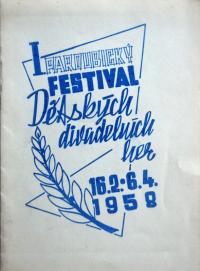 I. PARDUBICKÝ
FESTIVAL
Dětských
divadelních
her
16.2.-6.4.
1958